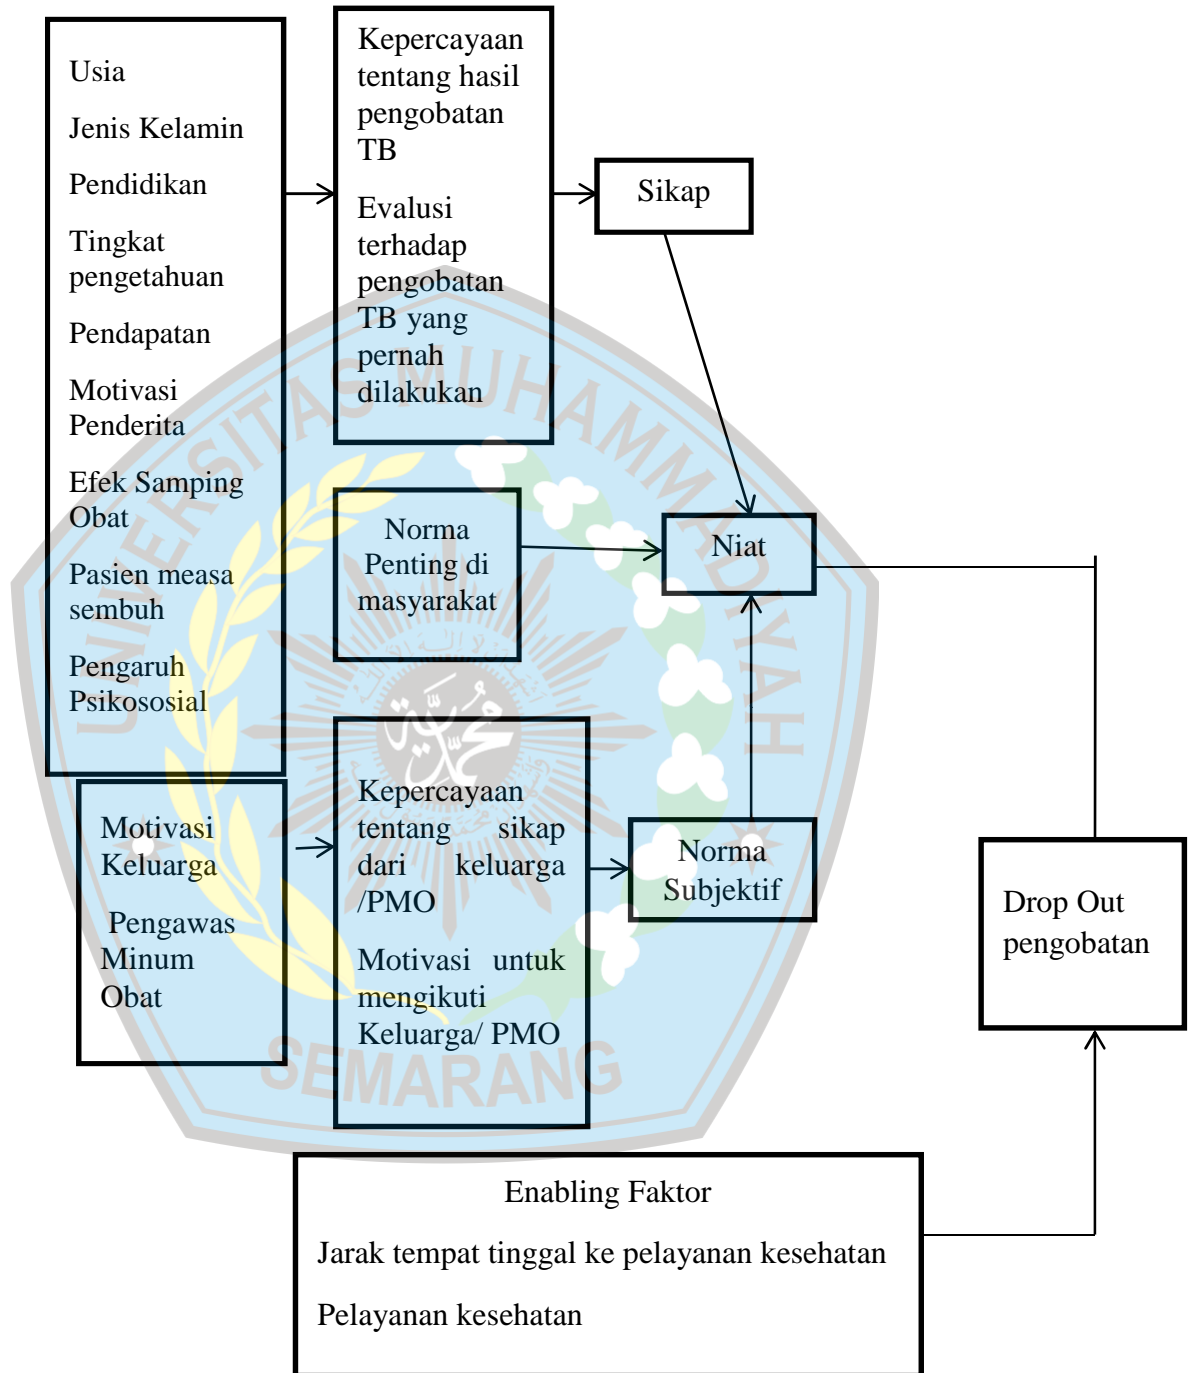 Usia
Jenis Kelamin
Pendidikan
Tingkat
pengetahuan
Pendapatan
Motivasi
Penderita
Efek Samping
Obat
Pasien measa
sembuh
Pengaruh
Psikososial
Kepercayaan
tentang hasil
pengobatan
TB
Evalusi
terhadap
pengobatan
TB yang
pernah
dilakukan
Sikap
Norma
Penting di
masyarakat
Niat
Motivasi
Keluarga
Pengawas
Minum
Obat
Kepercayaan
tentang sikap
dari keluarga
/PMO
Motivasi untuk
mengikuti
Keluarga/ PMO
Norma
Subjektif
Drop Out
pengobatan
Enabling Faktor
Jarak tempat tinggal ke pelayanan kesehatan
Pelayanan kesehatan
UNIVERSITAS MUHAMMADIYAH
SEMARANG